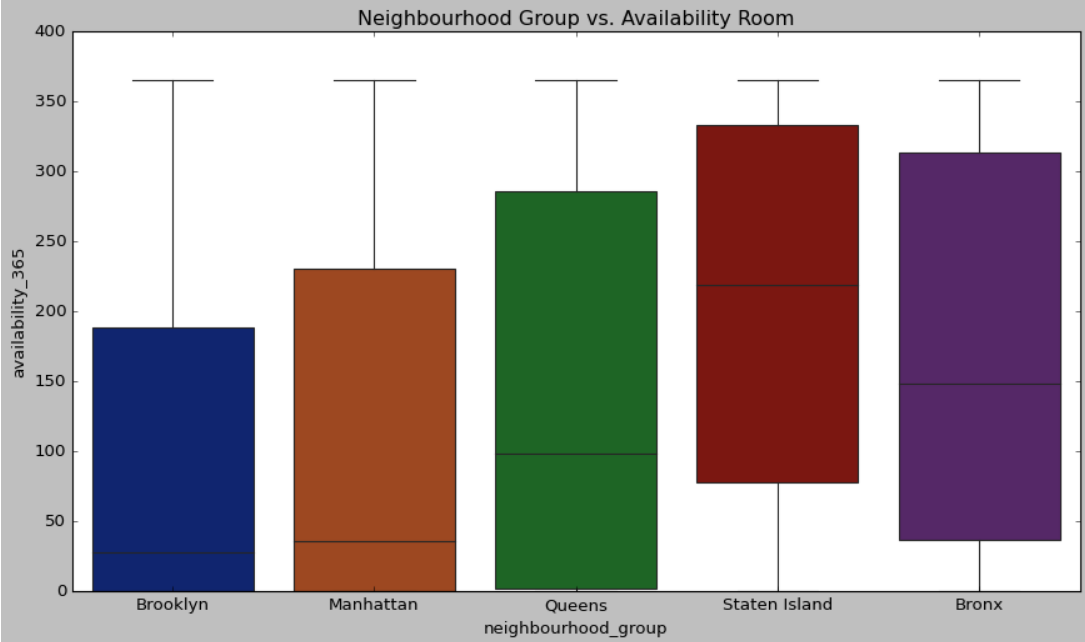 Neighbourhood Group vs. Availability Room
400
350
300
250
200
150
100
50
0
availability_365
Brooklyn Manhattan Queens Staten Island Bronx
neighbourhood_group